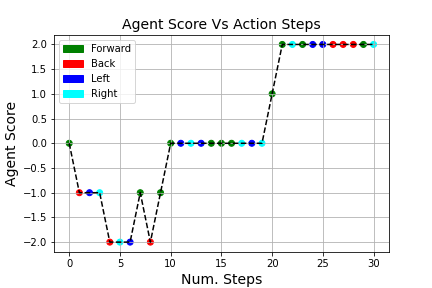 Agent Score Vs Action Steps
Forward
Back
Left
Right
2.0
1.5
1.0
0.5
0.0
−0.5
−1.0
−1.5
−2.0
Agent Score
0 5 10 15 20 25 30
Num. Steps